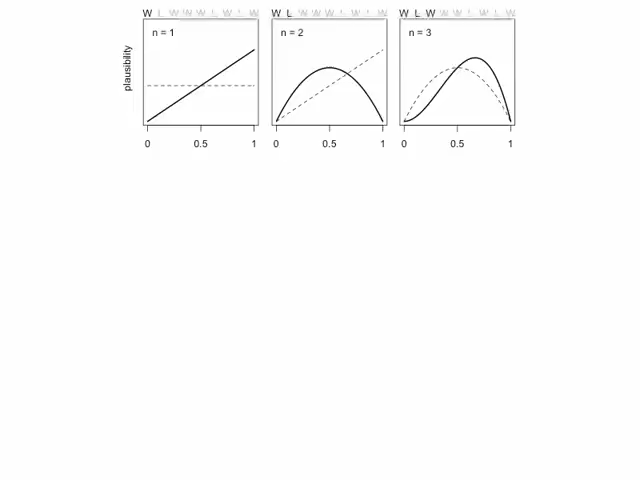 W L W W W L W L W W L W W W L W L W W L W W W L W L W
n = 1 n = 2 n = 3
plausibility
0 0.5 1 0 0.5 1 0 0.5 1